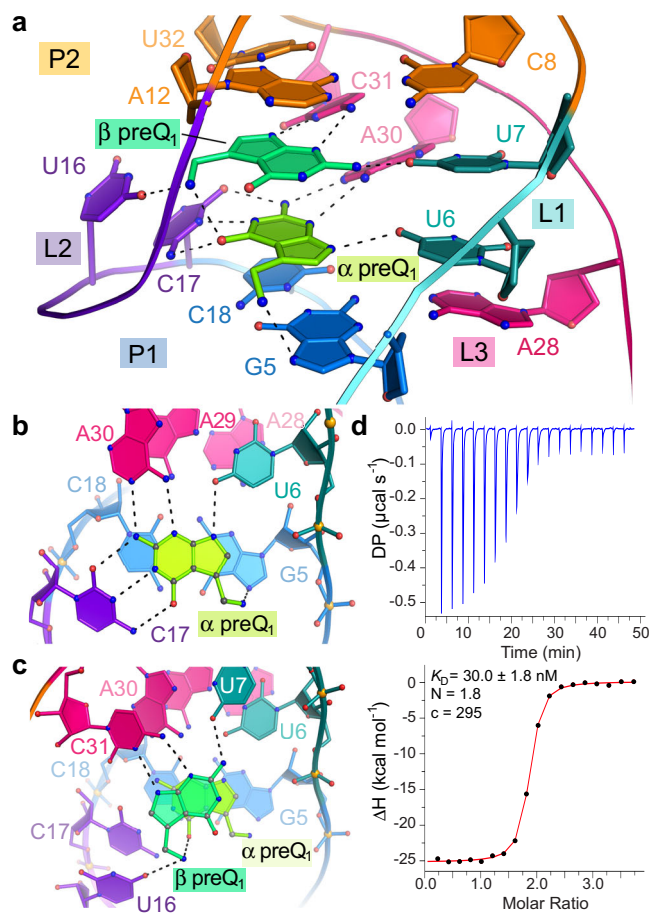 a
P2
U32
C31
C8
A12
β preQ1
A30
U7
U16
L2
U6
L1
C17
α preQ1
C18
P1
L3
G5
A28
b
A30
A29
A28
C18
U6
G5
α preQ1
C17
c
A30
U7
C31
U6
C18
C17
G5
α preQ1
β preQ1
U16
d
DP (µcal s⁻¹)
0.0
-0.1
-0.2
-0.3
-0.4
-0.5
0 10 20 30 40 50
Time (min)
KD= 30.0 ± 1.8 nM
N = 1.8
c = 295
ΔH (kcal mol⁻¹)
0
-5
-10
-15
-20
-25
0.0 1.0 2.0 3.0
Molar Ratio